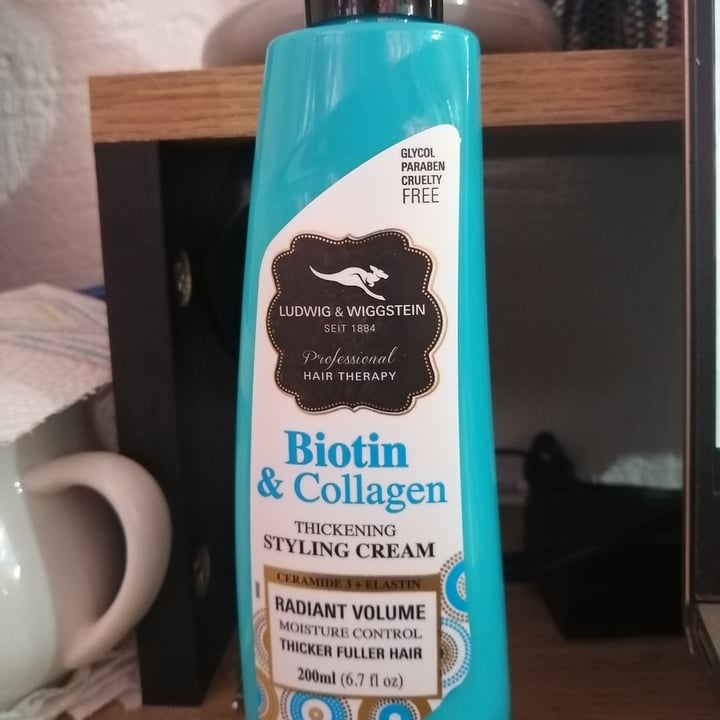 GLYCOL
PARABEN
CRUELTY
FREE
LUDWIG & WIGGSTEIN
SEIT 1884
Professional
HAIR THERAPY
Biotin
& Collagen
THICKENING
STYLING CREAM
CERAMIDE 3 + ELASTIN
RADIANT VOLUME
MOISTURE CONTROL
THICKER FULLER HAIR
200ml (6.7 fl oz)